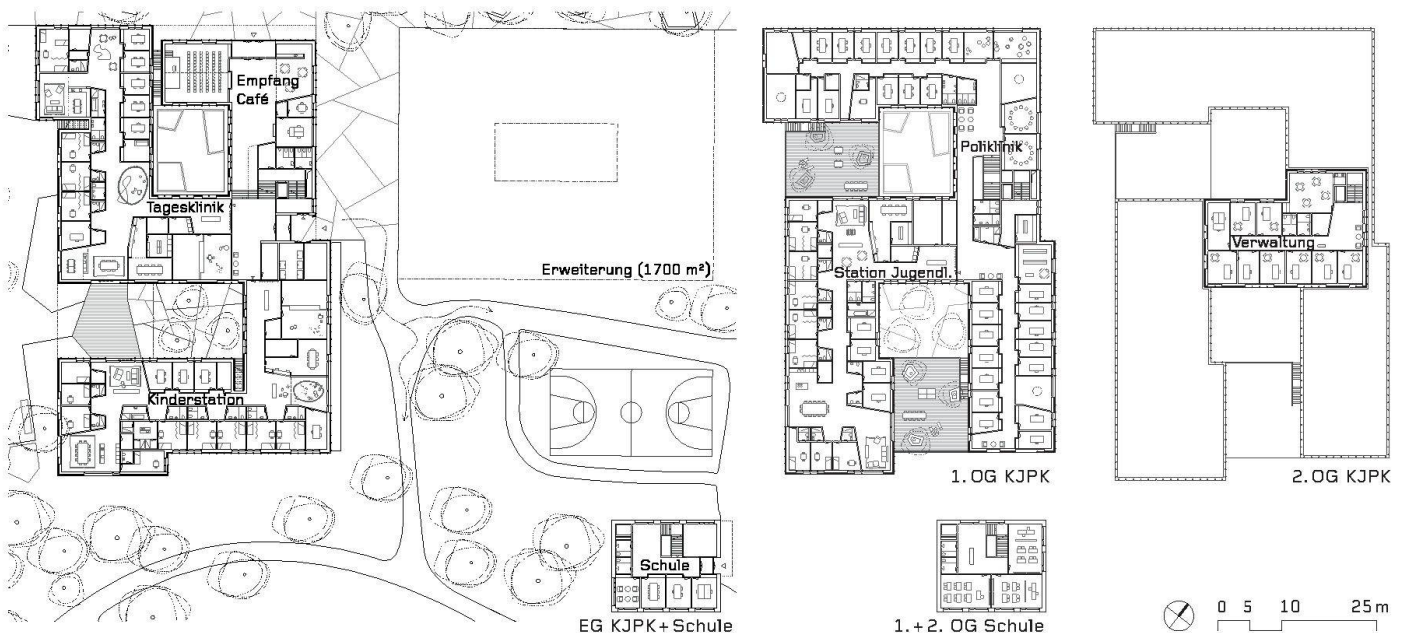 Empfang
Café
Tagesklinik
Erweiterung (1700 m²)
Kinderstation
Schule
EG KJPK+Schule
Poliklinik
Station Jugendl.
1. OG KJPK
1.+2. OG Schule
Verwaltung
2. OG KJPK
0 5 10 25 m